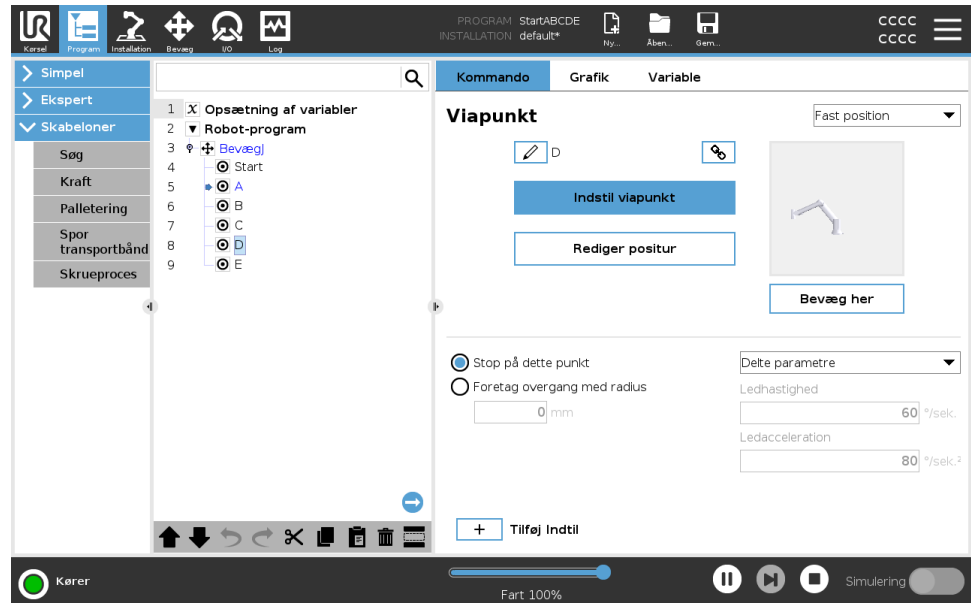 PROGRAM StartABCDE
INSTALLATION default*
UR
Kørsel
Program
Installation
Bevæg
I/O
Log
Ny...
Åben...
Gem...
CCCC
CCCC
Simpel
Ekspert
Skabeloner
Søg
Kraft
Palletering
Spor
transportbånd
Skrueproces
1 X Opsætning af variabler
2 ▼ Robot-program
3 BevægJ
4 Start
5 A
6 B
7 C
8 D
9 E
Kommando
Grafik
Variable
Viapunkt
Fast position
D
Indstil viapunkt
Rediger positur
Bevæg her
Stop på dette punkt
Foretag overgang med radius
0 mm
Delte parametre
Ledhastighed
60 °/sek.
Ledacceleration
80 °/sek.²
+ Tilføj Indtil
Kører
Fart 100%
Simulering